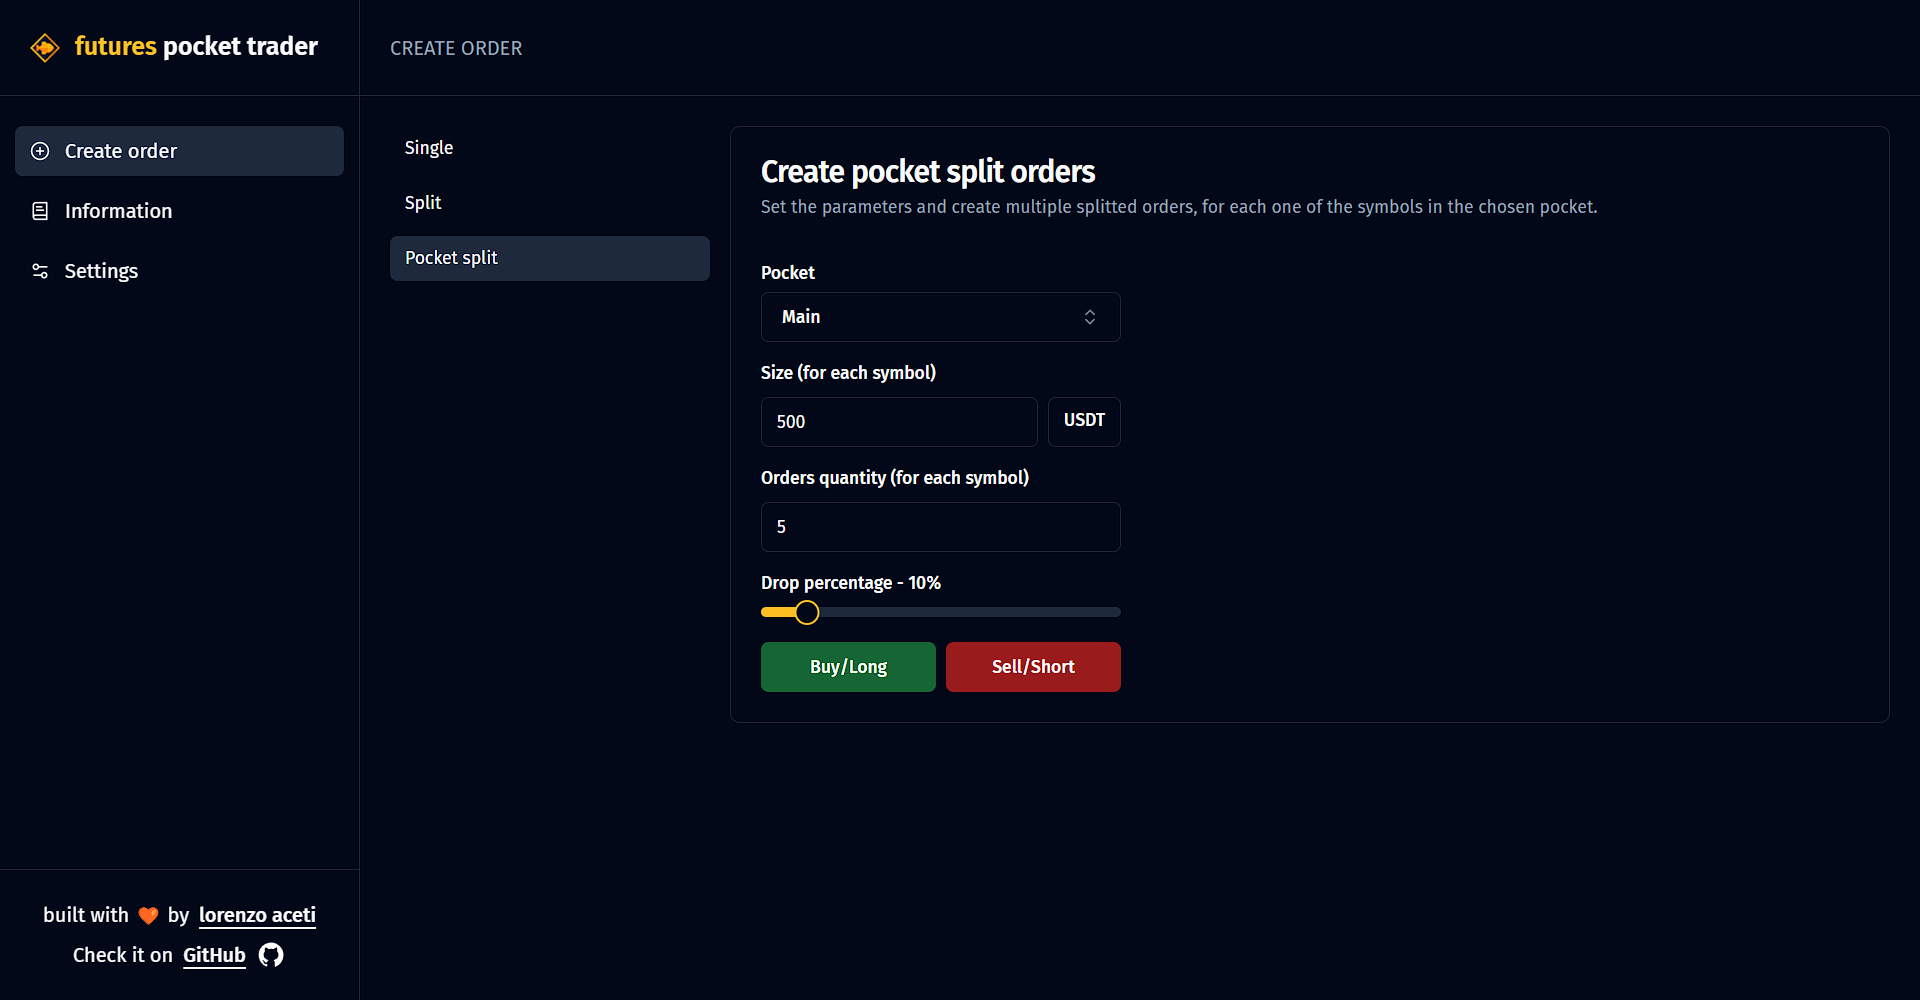 futures pocket trader
CREATE ORDER
Create order
Information
Settings
Single
Split
Pocket split
Create pocket split orders
Set the parameters and create multiple splitted orders, for each one of the symbols in the chosen pocket.
Pocket
Main
Size (for each symbol)
500
USDT
Orders quantity (for each symbol)
5
Drop percentage - 10%
Buy/Long
Sell/Short
built with 🧡 by lorenzo aceti
Check it on GitHub